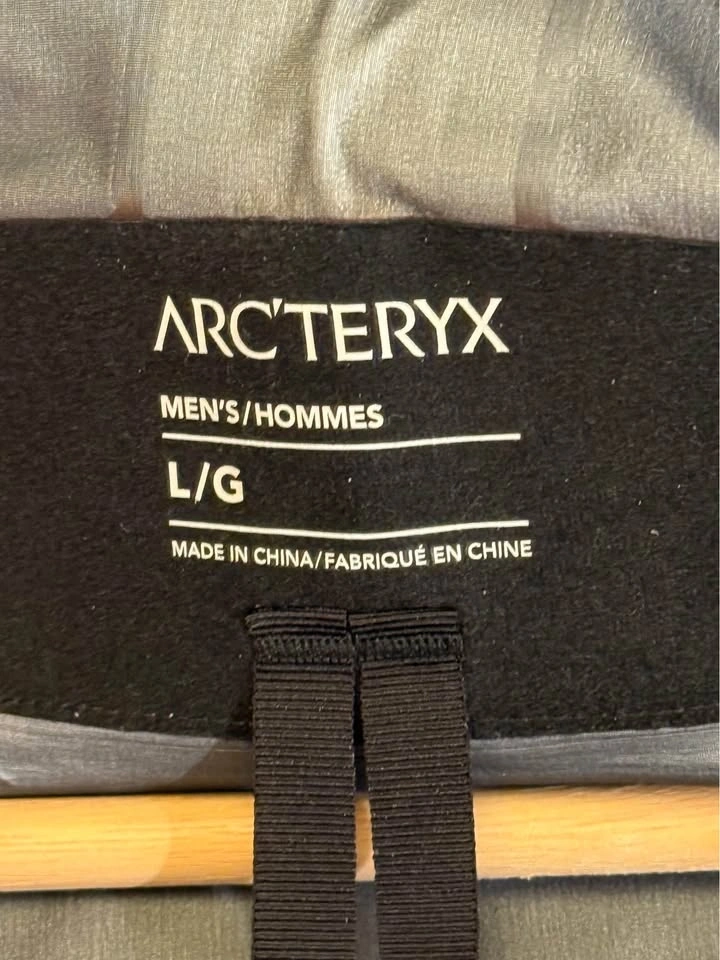 ARC'TERYX
MEN'S/HOMMES
L/G
MADE IN CHINA/FABRIQUÉ EN CHINE